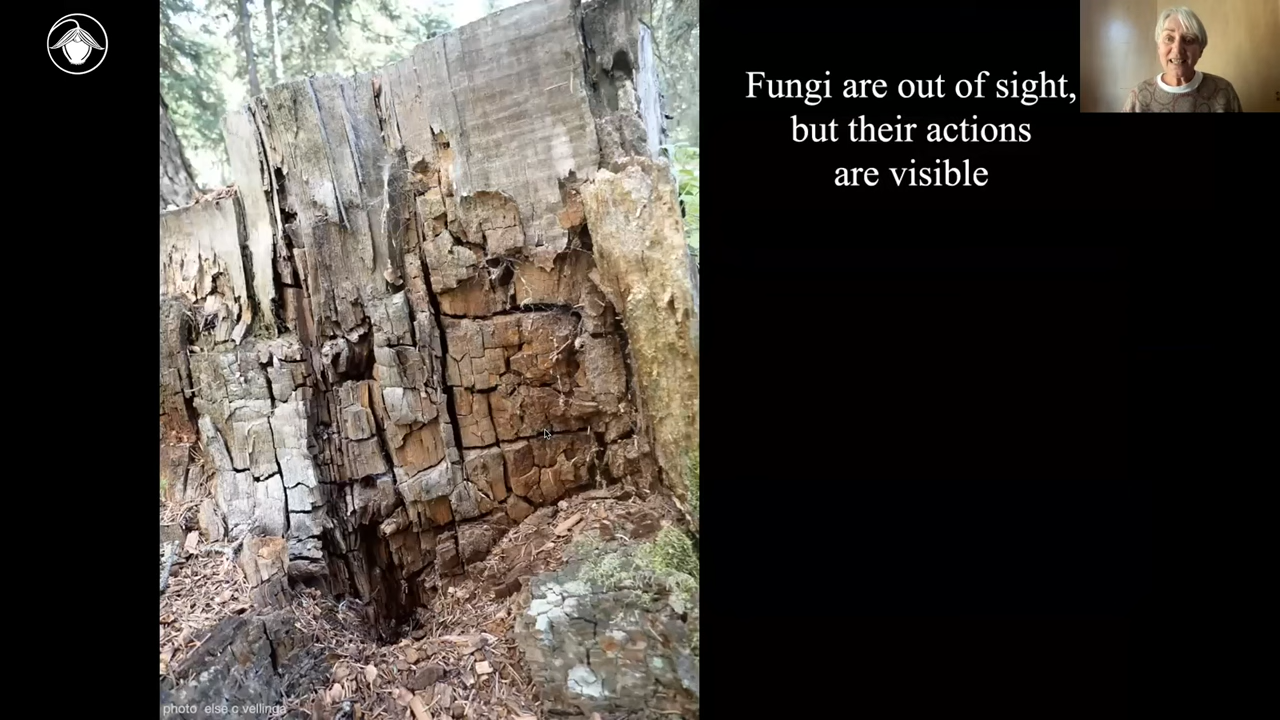 Fungi are out of sight,
but their actions
are visible
photo else c vellinga